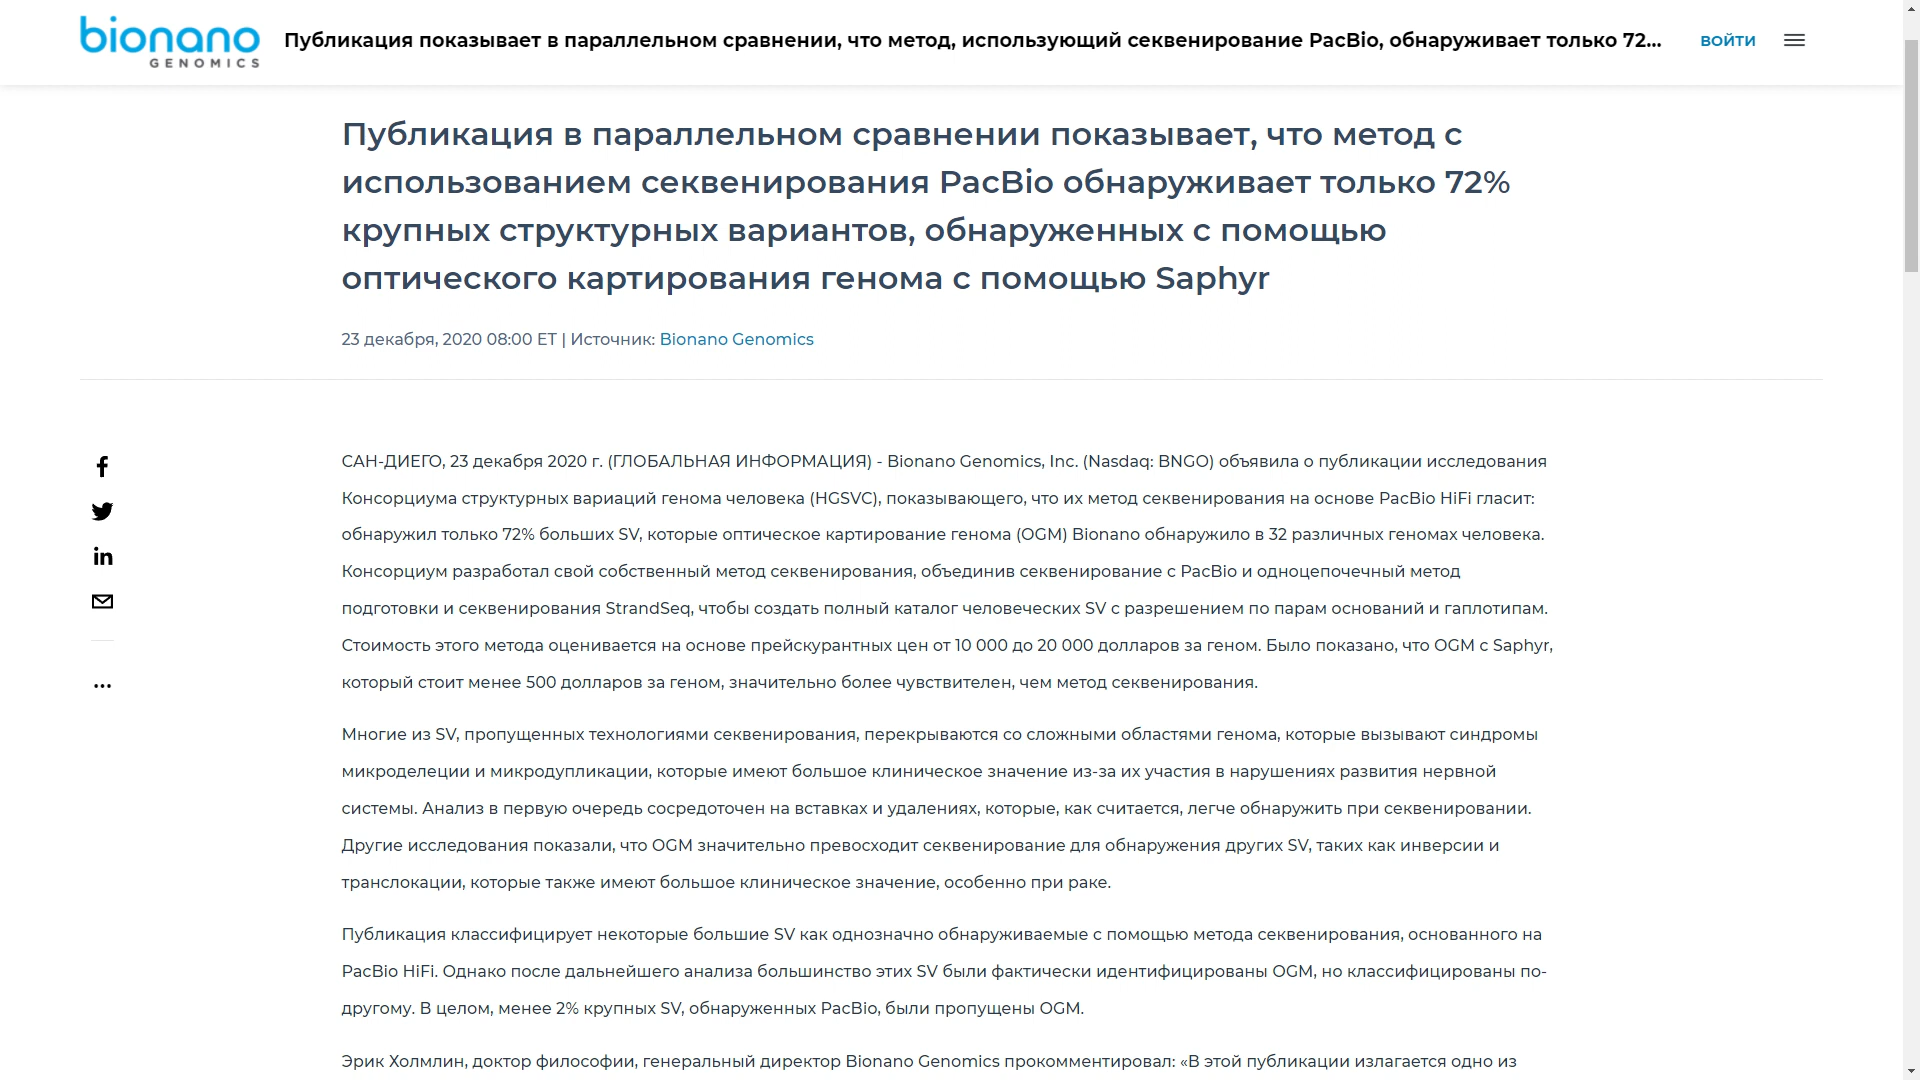 bionano
GENOMICS
Публикация показывает в параллельном сравнении, что метод, использующий секвенирование PacBio, обнаруживает только 72...
ВОЙТИ
Публикация в параллельном сравнении показывает, что метод с
использованием секвенирования PacBio обнаруживает только 72%
крупных структурных вариантов, обнаруженных с помощью
оптического картирования генома с помощью Saphyr
23 декабря, 2020 08:00 ET | Источник: Bionano Genomics
САН-ДИЕГО, 23 декабря 2020 г. (ГЛОБАЛЬНАЯ ИНФОРМАЦИЯ) - Bionano Genomics, Inc. (Nasdaq: BNGO) объявила о публикации исследования
Консорциума структурных вариаций генома человека (HGSVC), показывающего, что их метод секвенирования на основе PacBio HiFi гласит:
обнаружил только 72% больших SV, которые оптическое картирование генома (OGM) Bionano обнаружило в 32 различных геномах человека.
Консорциум разработал свой собственный метод секвенирования, объединив секвенирование с PacBio и одноцепочечный метод
подготовки и секвенирования StrandSeq, чтобы создать полный каталог человеческих SV с разрешением по парам оснований и гаплотипам.
Стоимость этого метода оценивается на основе прейскурантных цен от 10 000 до 20 000 долларов за геном. Было показано, что OGM с Saphyr,
который стоит менее 500 долларов за геном, значительно более чувствителен, чем метод секвенирования.
Многие из SV, пропущенных технологиями секвенирования, перекрываются со сложными областями генома, которые вызывают синдромы
микроделеции и микродупликации, которые имеют большое клиническое значение из-за их участия в нарушениях развития нервной
системы. Анализ в первую очередь сосредоточен на вставках и удалениях, которые, как считается, легче обнаружить при секвенировании.
Другие исследования показали, что OGM значительно превосходит секвенирование для обнаружения других SV, таких как инверсии и
транслокации, которые также имеют большое клиническое значение, особенно при раке.
Публикация классифицирует некоторые большие SV как однозначно обнаруживаемые с помощью метода секвенирования, основанного на
PacBio HiFi. Однако после дальнейшего анализа большинство этих SV были фактически идентифицированы OGM, но классифицированы по-
другому. В целом, менее 2% крупных SV, обнаруженных PacBio, были пропущены OGM.
Эрик Холмлин, доктор философии, генеральный директор Bionano Genomics прокомментировал: «В этой публикации излагается одно из